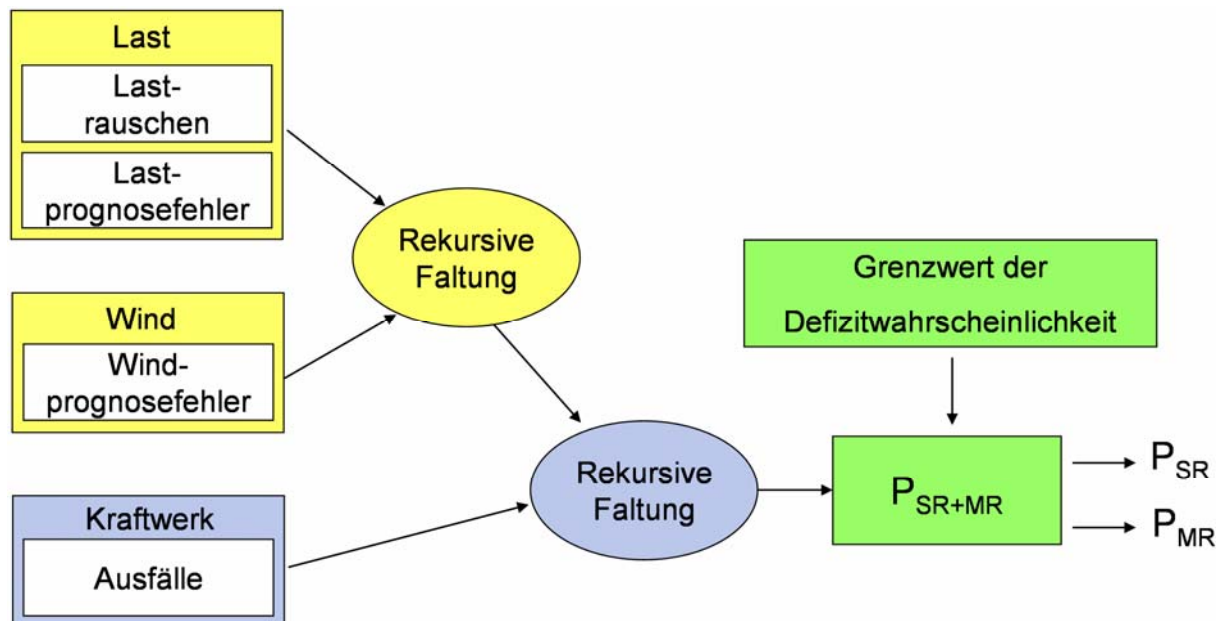 Last
Last-
rauschen
Last-
prognosefehler
Wind
Wind-
prognosefehler
Kraftwerk
Ausfälle
Rekursive
Faltung
Rekursive
Faltung
Grenzwert der
Defizitwahrscheinlichkeit
P_SR+MR
P_SR
P_MR